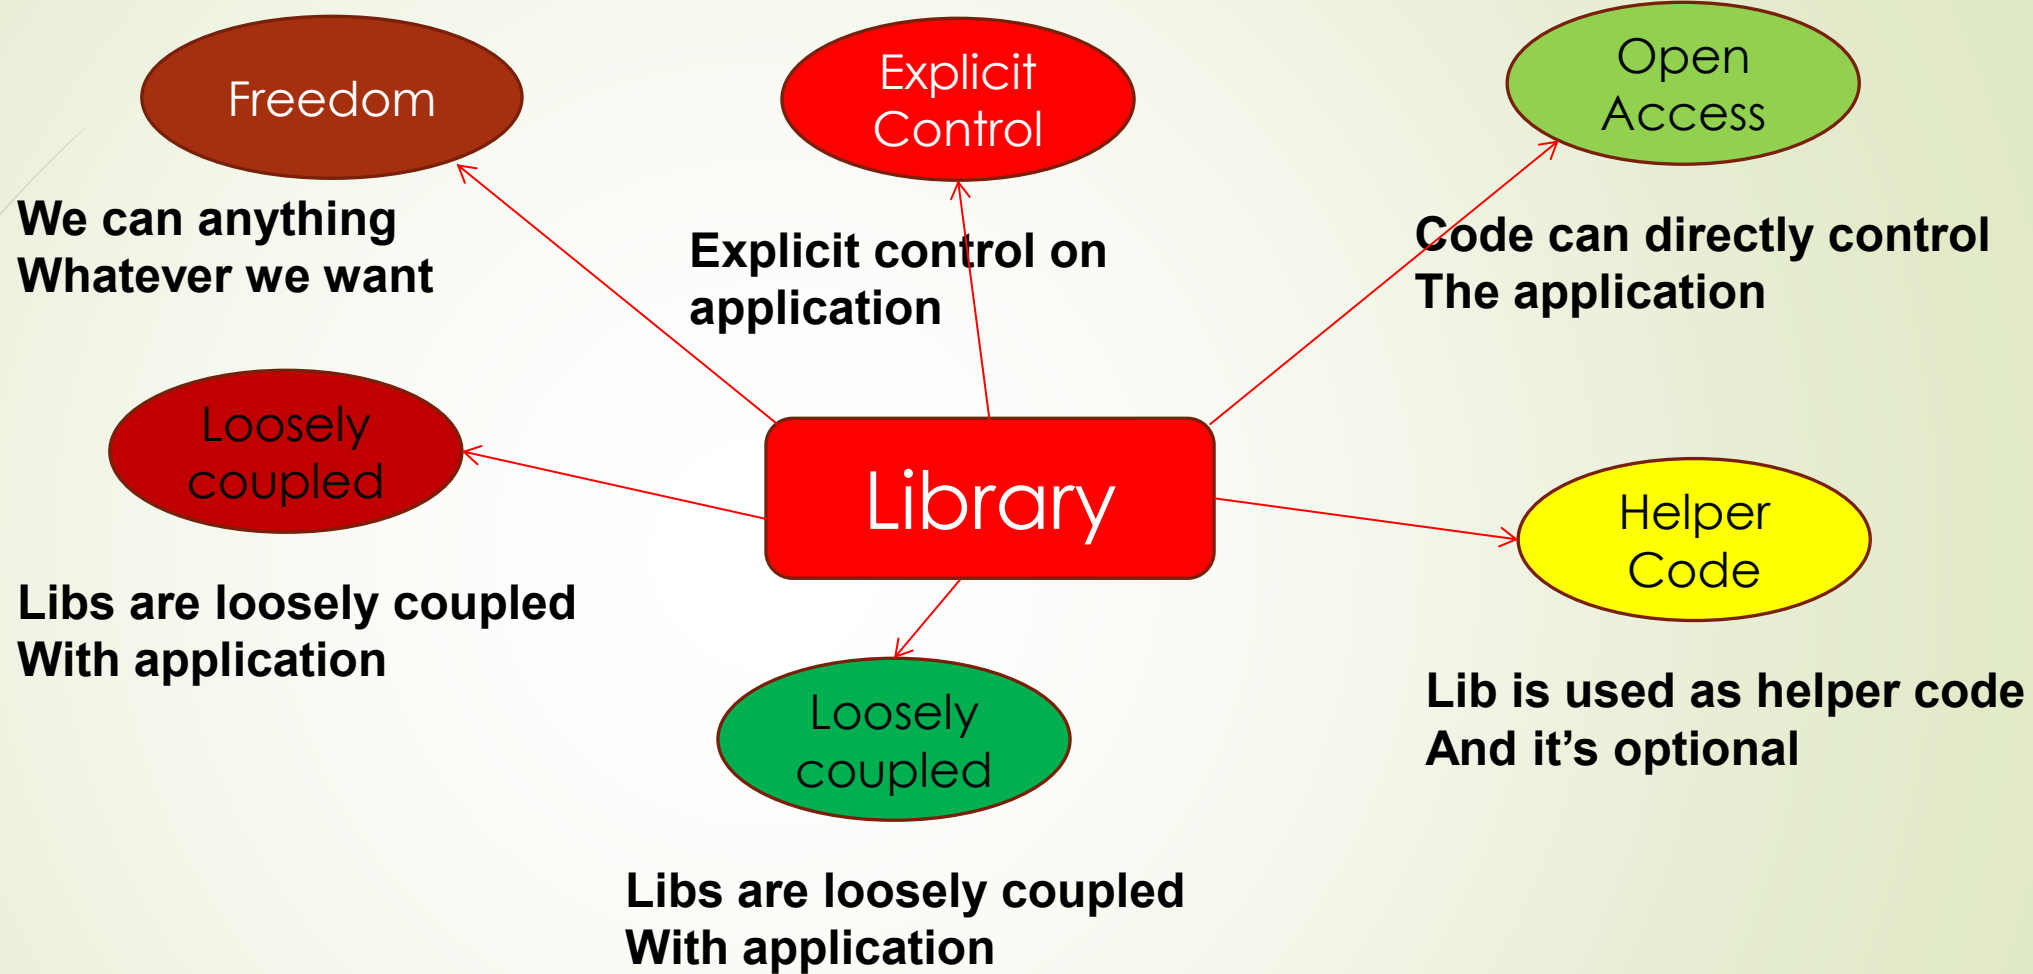 Freedom
We can anything
Whatever we want
Explicit
Control
Explicit control on
application
Open
Access
Code can directly control
The application
Loosely
coupled
Libs are loosely coupled
With application
Library
Helper
Code
Lib is used as helper code
And it’s optional
Loosely
coupled
Libs are loosely coupled
With application